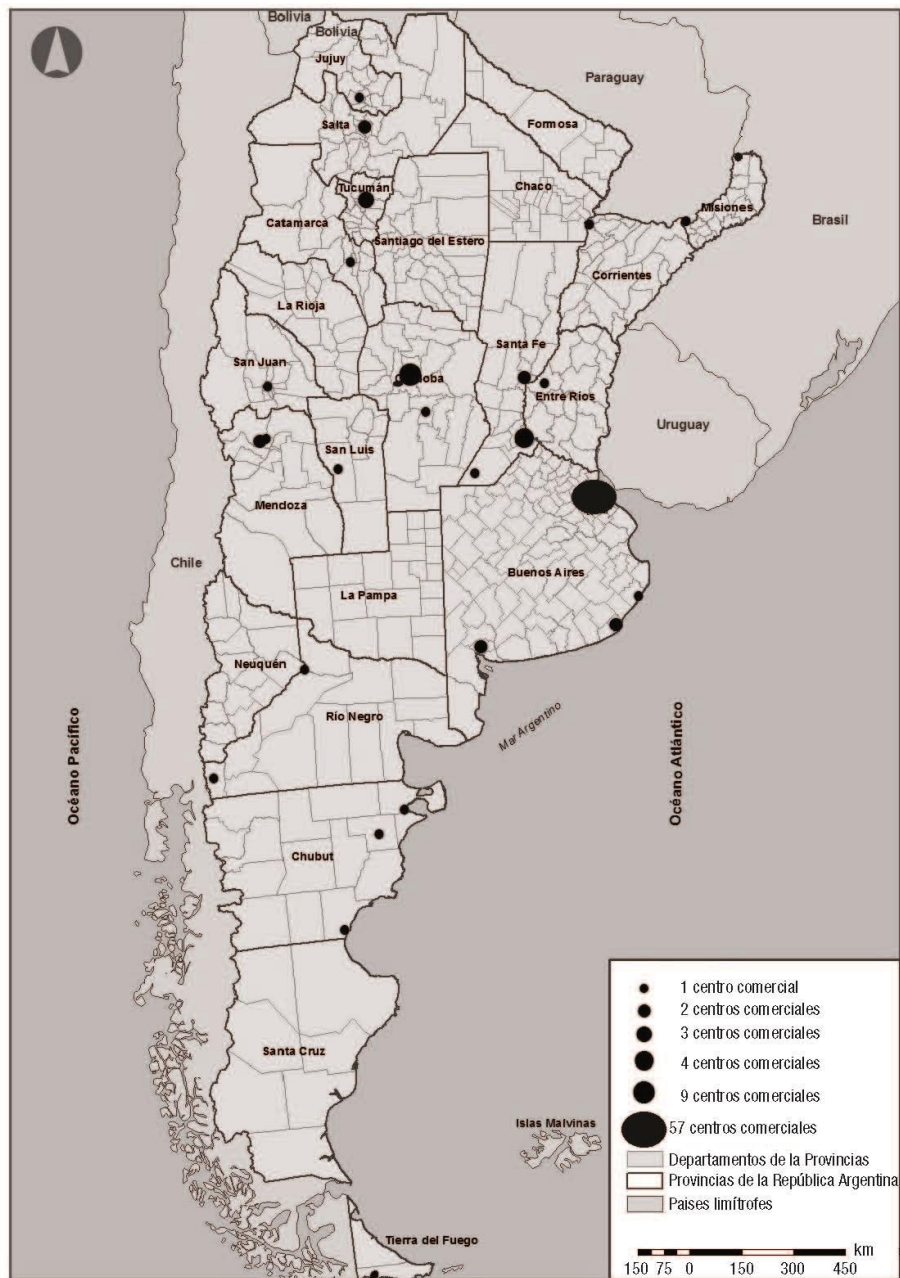 Bolivia
Bolivia
Jujuy
Paraguay
Salta
Formosa
Chaco
Tucumán
Misiones
Brasil
Catamarca
Santiago del Estero
Corrientes
La Rioja
Santa Fe
San Juan
Córdoba
Entre Ríos
Uruguay
San Luis
Mendoza
Chile
Buenos Aires
La Pampa
Neuquén
Río Negro
Mar Argentino
Océano Pacífico
Océano Atlántico
Chubut
Santa Cruz
Islas Malvinas
Tierra del Fuego
1 centro comercial
2 centros comerciales
3 centros comerciales
4 centros comerciales
9 centros comerciales
57 centros comerciales
Departamentos de la Provincias
Provincias de la República Argentina
Paises limítrofes
km
150 75 0 150 300 450